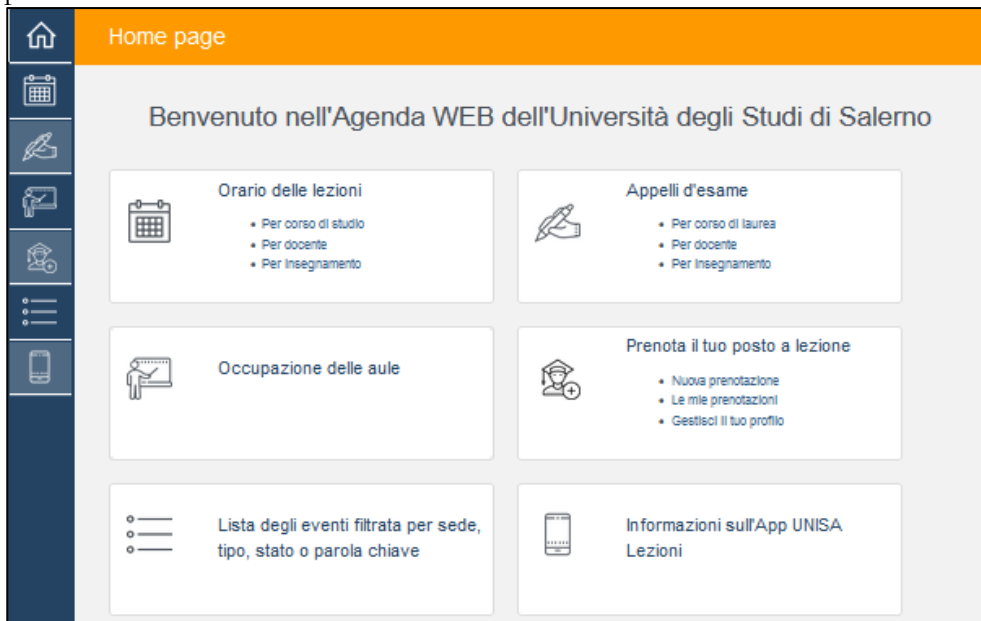 Home page
Benvenuto nell'Agenda WEB dell'Università degli Studi di Salerno
Orario delle lezioni
• Per corso di studio
• Per docente
• Per Insegnamento
Appelli d'esame
• Per corso di laurea
• Per docente
• Per Insegnamento
Occupazione delle aule
Prenota il tuo posto a lezione
• Nuova prenotazione
• Le mie prenotazioni
• Gestisci il tuo profilo
Lista degli eventi filtrata per sede,
tipo, stato o parola chiave
Informazioni sull'App UNISA
Lezioni